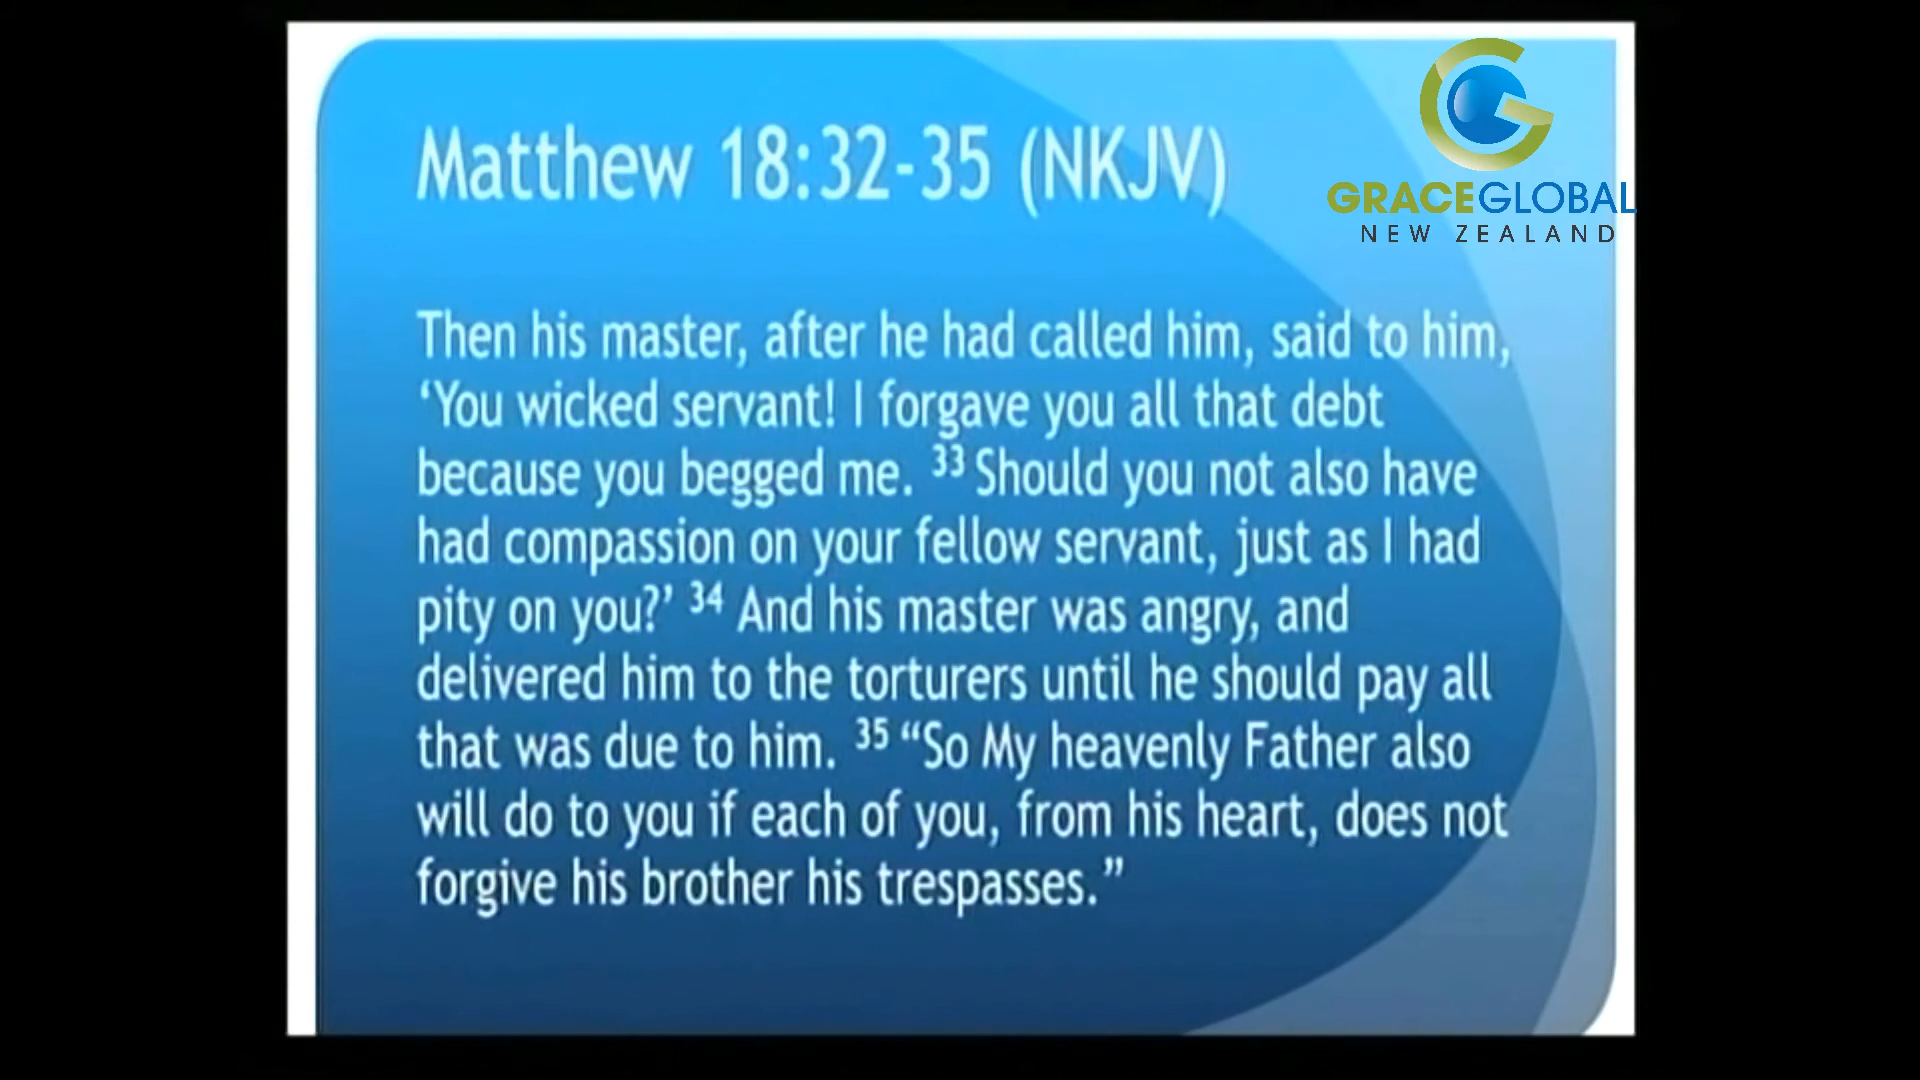 Matthew 18:32-35 (NKJV)
GRACEGLOBAL
NEW ZEALAND
Then his master, after he had called him, said to him,
‘You wicked servant! I forgave you all that debt
because you begged me. 33 Should you not also have
had compassion on your fellow servant, just as I had
pity on you?’ 34 And his master was angry, and
delivered him to the torturers until he should pay all
that was due to him. 35 “So My heavenly Father also
will do to you if each of you, from his heart, does not
forgive his brother his trespasses.”